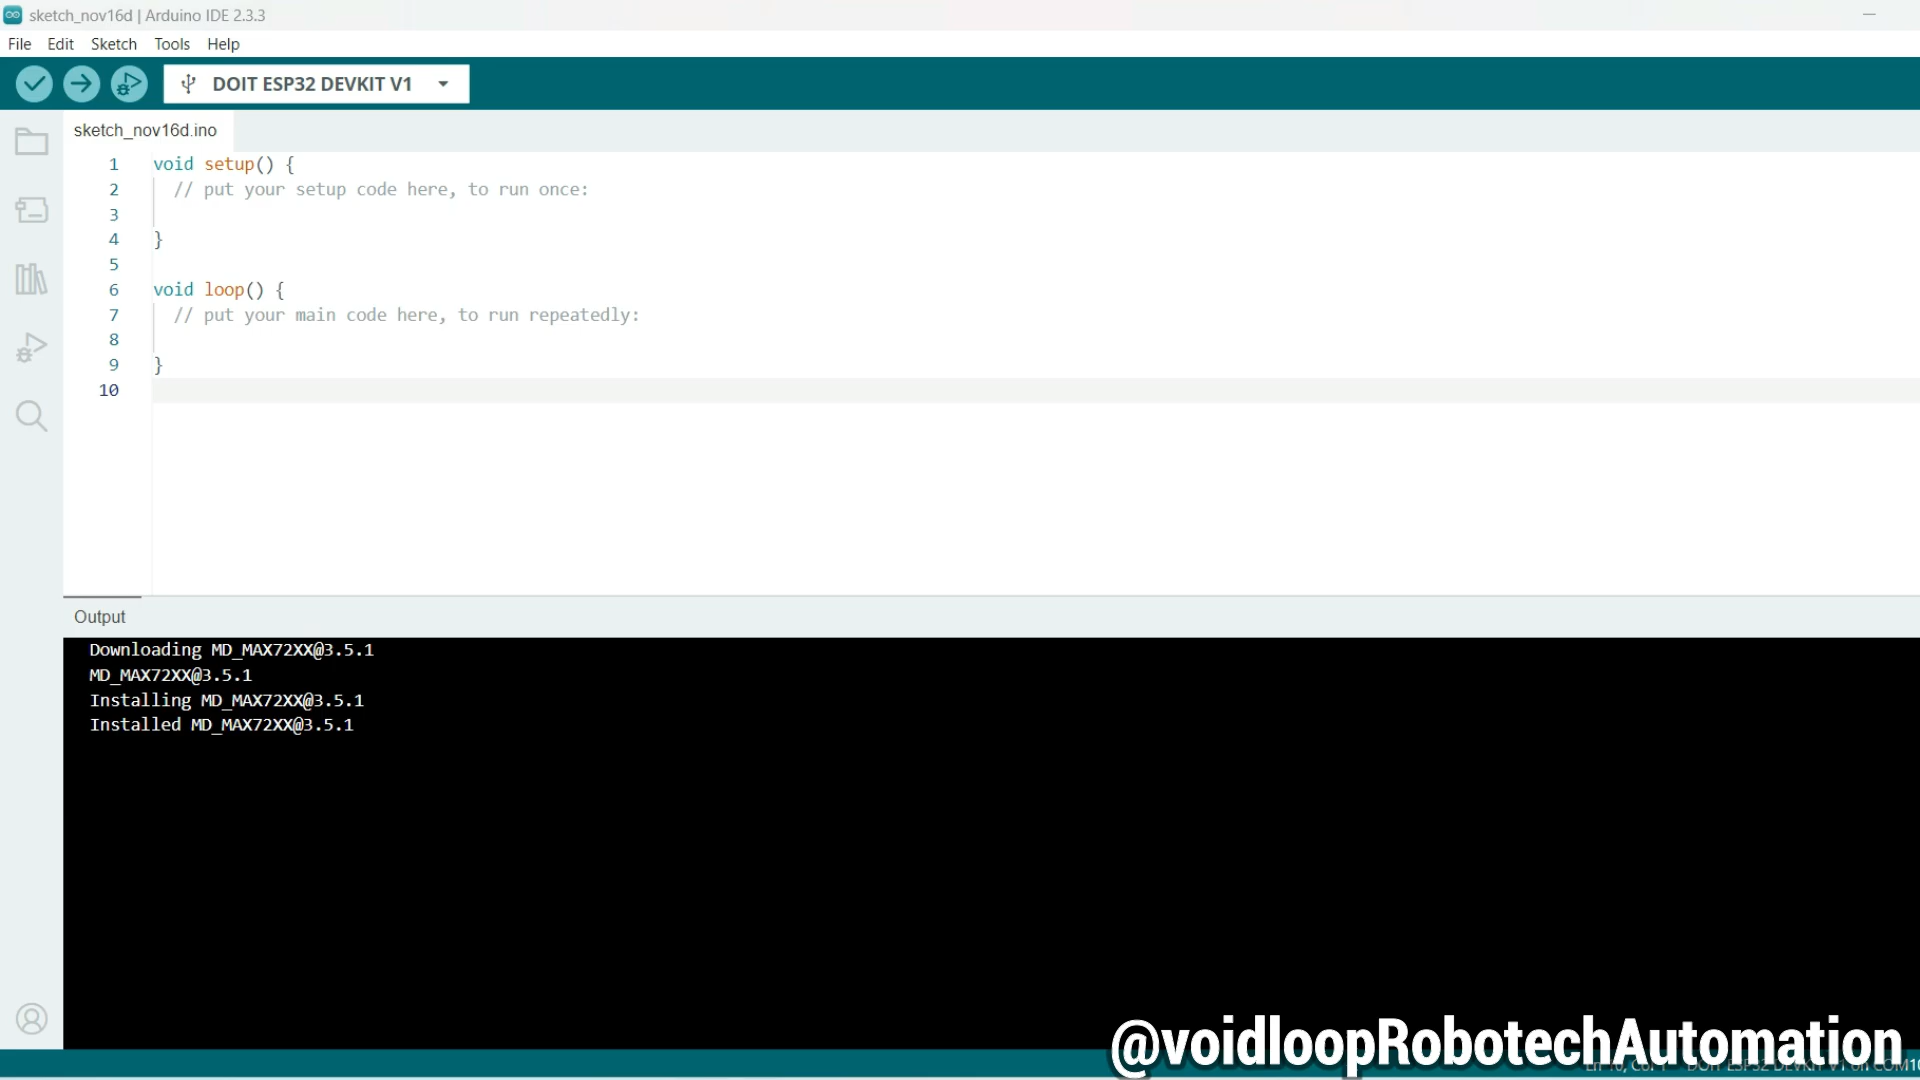 sketch_nov16d | Arduino IDE 2.3.3
File Edit Sketch Tools Help
DOIT ESP32 DEVKIT V1
sketch_nov16d.ino
1 void setup() {
2 // put your setup code here, to run once:
3
4 }
5
6 void loop() {
7 // put your main code here, to run repeatedly:
8
9 }
10
Output
Downloading MD_MAX72XX@3.5.1
MD_MAX72XX@3.5.1
Installing MD_MAX72XX@3.5.1
Installed MD_MAX72XX@3.5.1
@voidloopRobotechAutomation